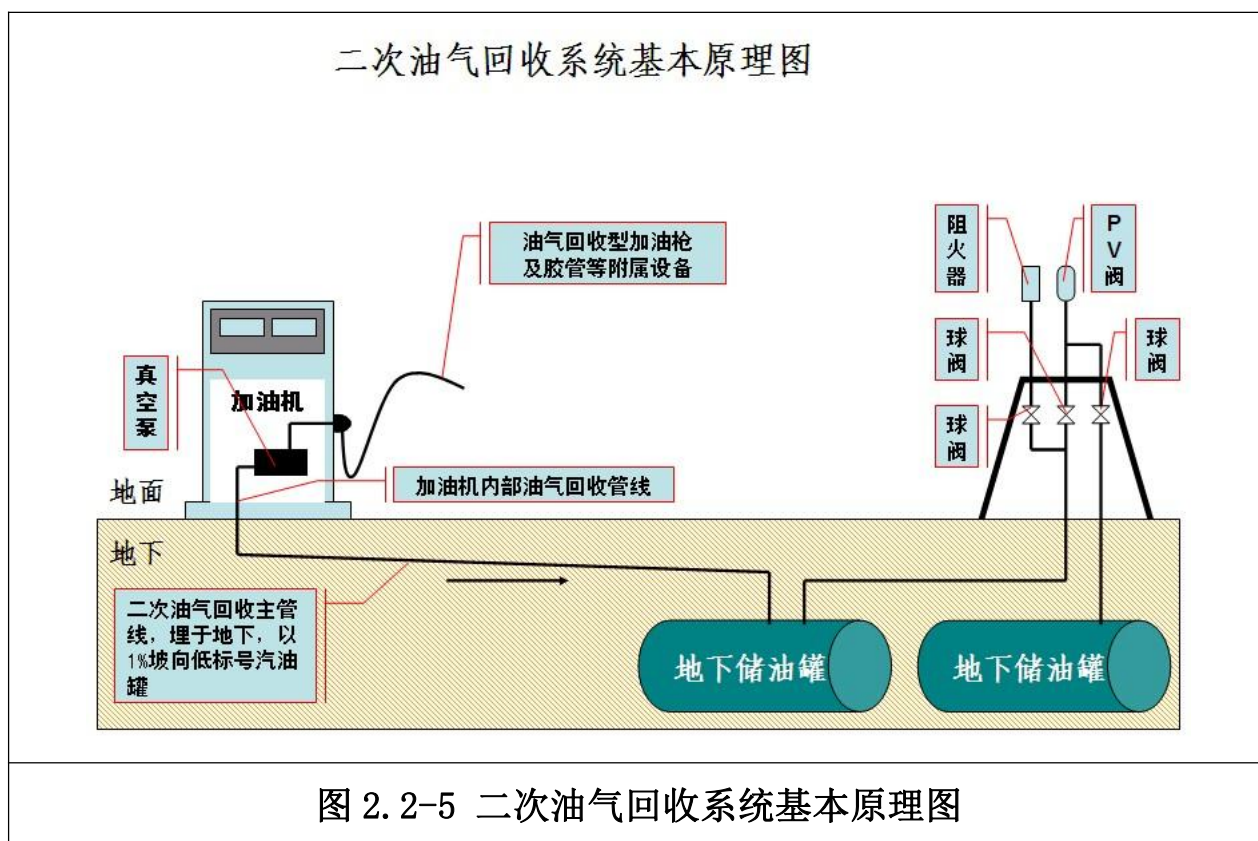 二次油气回收系统基本原理图
油气回收型加油枪
及胶管等附属设备
阻火器
PV阀
真空泵
加油机
球阀
球阀
球阀
加油机内部油气回收管线
地面
地下
二次油气回收主管
线，埋于地下，以
1%坡向低标号汽油
罐
地下储油罐
地下储油罐
图 2.2-5 二次油气回收系统基本原理图